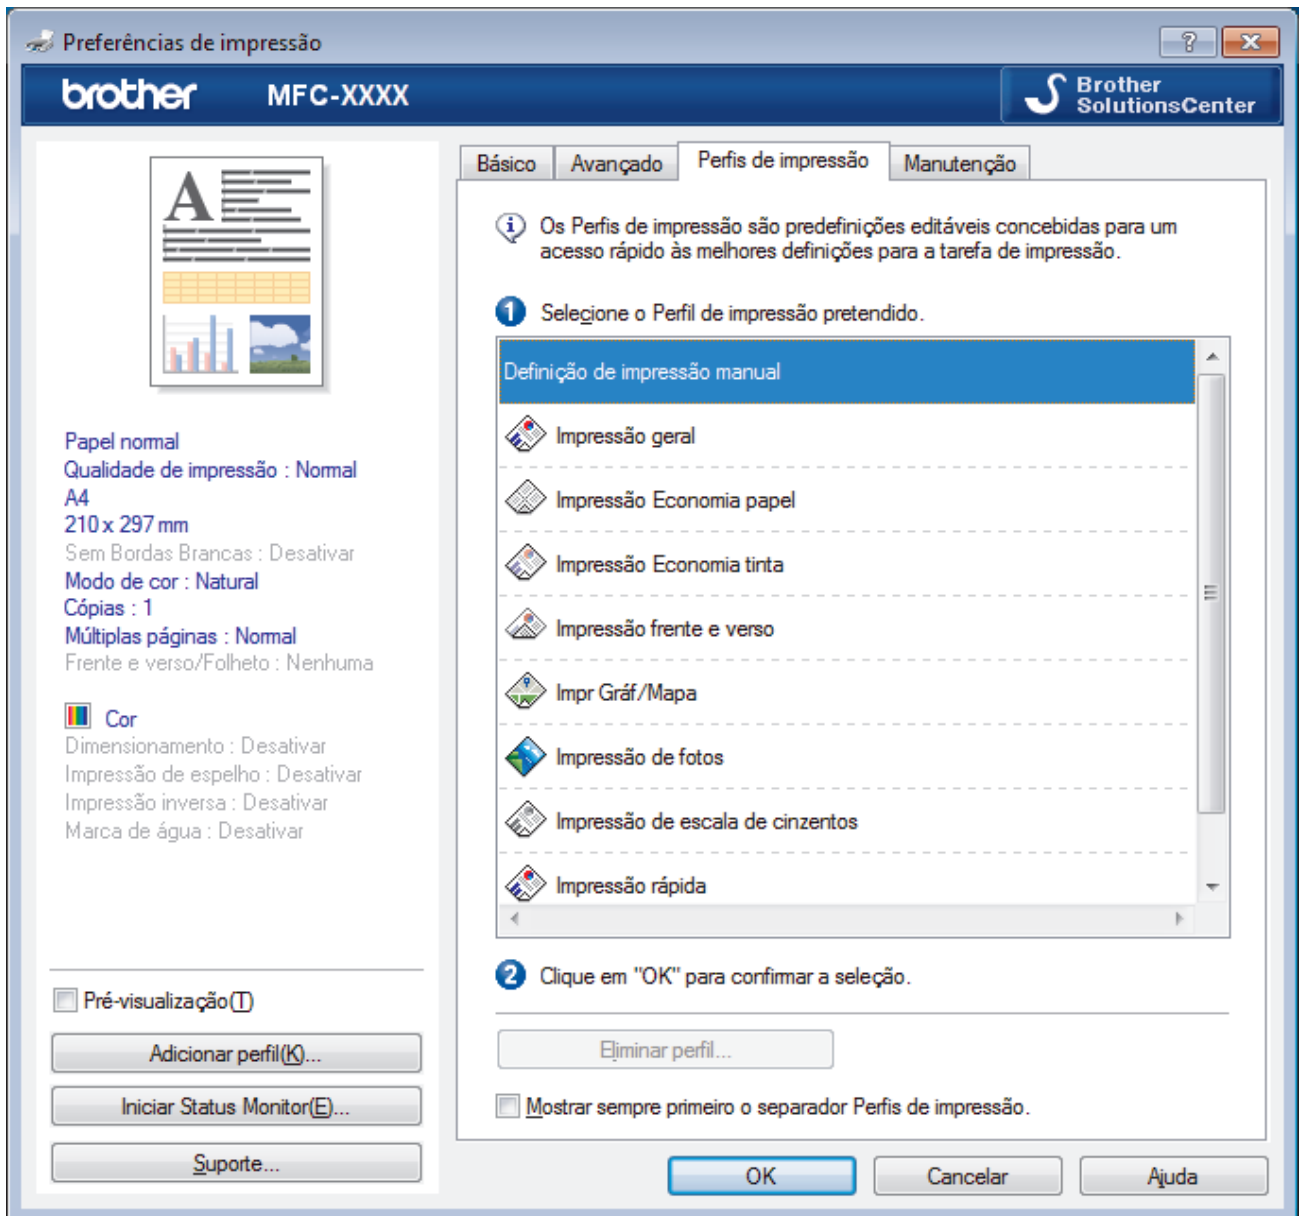 Preferências de impressão
brother MFC-XXXX
Brother
SolutionsCenter
A
Papel normal
Qualidade de impressão : Normal
A4
210 x 297 mm
Sem Bordas Brancas : Desativar
Modo de cor : Natural
Cópias : 1
Múltiplas páginas : Normal
Frente e verso/Folheto : Nenhuma
Cor
Dimensionamento : Desativar
Impressão de espelho : Desativar
Impressão inversa : Desativar
Marca de água : Desativar
Pré-visualização(T)
Adicionar perfil(K)...
Iniciar Status Monitor(E)...
Suporte...
Básico Avançado Perfis de impressão Manutenção
Os Perfis de impressão são predefinições editáveis concebidas para um
acesso rápido às melhores definições para a tarefa de impressão.
1 Selecione o Perfil de impressão pretendido.
Definição de impressão manual
Impressão geral
Impressão Economia papel
Impressão Economia tinta
Impressão frente e verso
Impr Gráf/Mapa
Impressão de fotos
Impressão de escala de cinzentos
Impressão rápida
2 Clique em "OK" para confirmar a seleção.
Eliminar perfil...
Mostrar sempre primeiro o separador Perfis de impressão.
OK Cancelar Ajuda